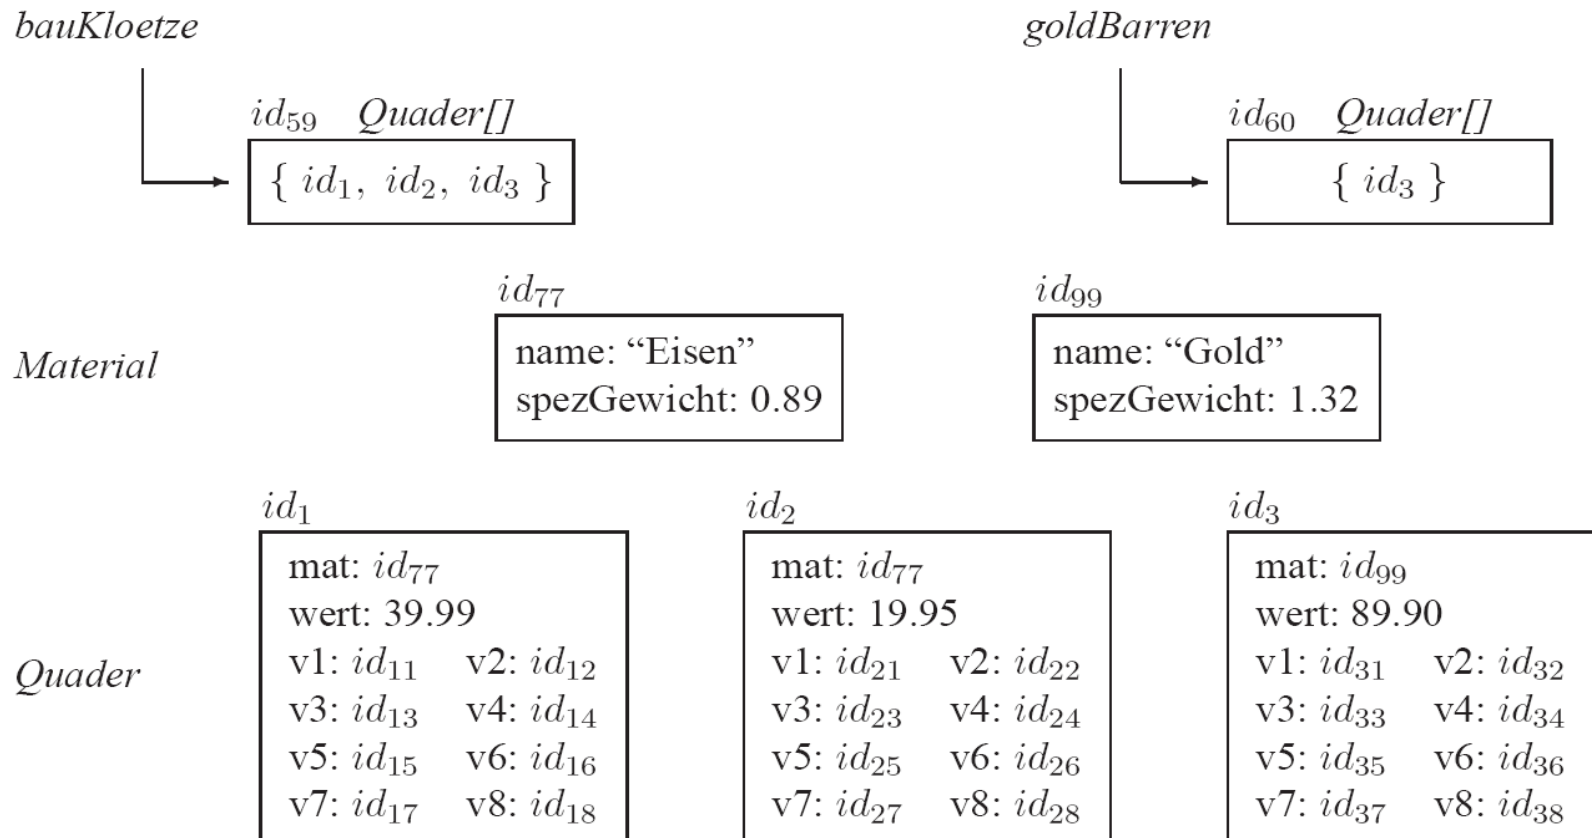 bauKloetze
goldBarren
id59 Quader[]
id60 Quader[]
{ id1, id2, id3 }
{ id3 }
id77
id99
Material
name: “Eisen”
spezGewicht: 0.89
name: “Gold”
spezGewicht: 1.32
id1
id2
id3
Quader
mat: id77
wert: 39.99
v1: id11 v2: id12
v3: id13 v4: id14
v5: id15 v6: id16
v7: id17 v8: id18
mat: id77
wert: 19.95
v1: id21 v2: id22
v3: id23 v4: id24
v5: id25 v6: id26
v7: id27 v8: id28
mat: id99
wert: 89.90
v1: id31 v2: id32
v3: id33 v4: id34
v5: id35 v6: id36
v7: id37 v8: id38